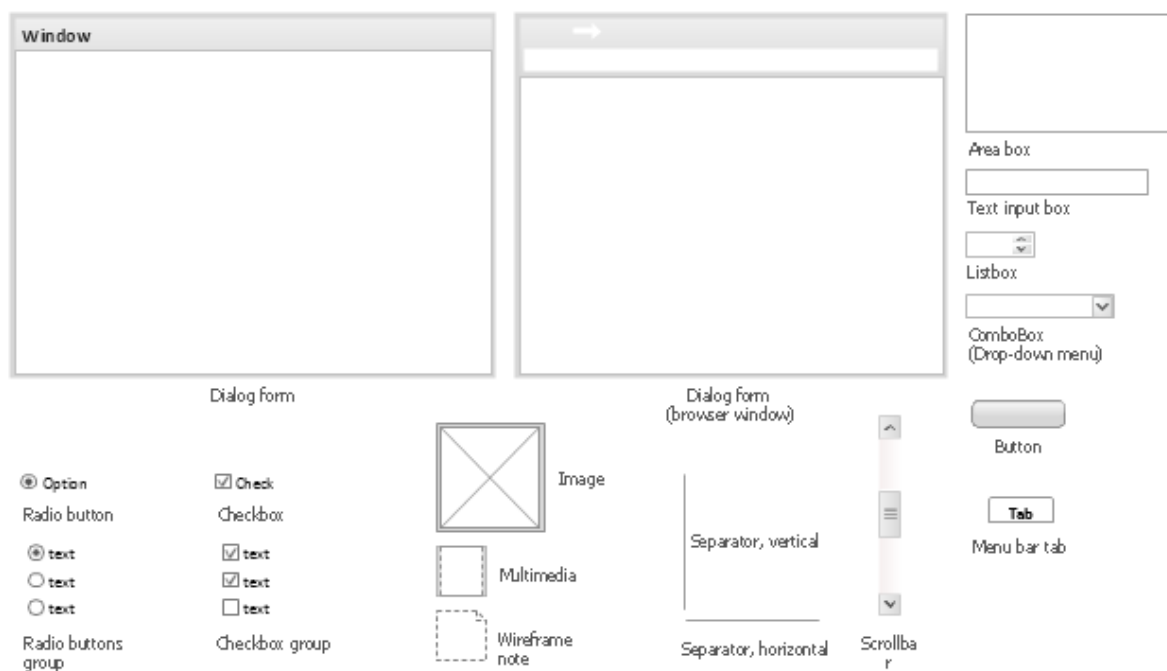 Window
Area box
Text input box
Listbox
ComboBox
(Drop-down menu)
Dialog form
Dialog form
(browser window)
Button
Image
Option
Check
Radio button
Checkbox
Tab
Separator, vertical
Menu bar tab
text
text
text
text
text
text
Multimedia
Radio buttons
group
Checkbox group
Wireframe
note
Separator, horizontal
Scrollba
r